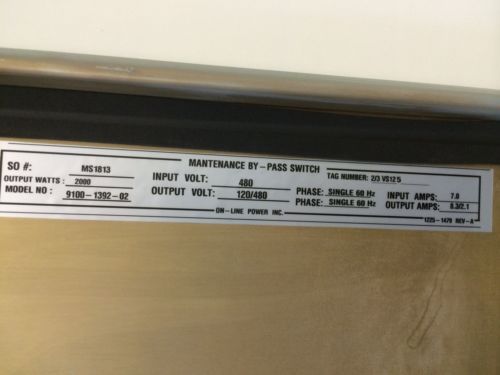 MANTENANCE BY-PASS SWITCH
SO #: MS1813 INPUT VOLT: 480 TAG NUMBER: 2/3 VS125
OUTPUT WATTS: 2000 OUTPUT VOLT: 120/480 PHASE: SINGLE 60 Hz INPUT AMPS: 7.0
MODEL NO: 9100-1392-02 PHASE: SINGLE 60 Hz OUTPUT AMPS: 8.3/2.1
ON-LINE POWER INC.
1225-1479 REV-A